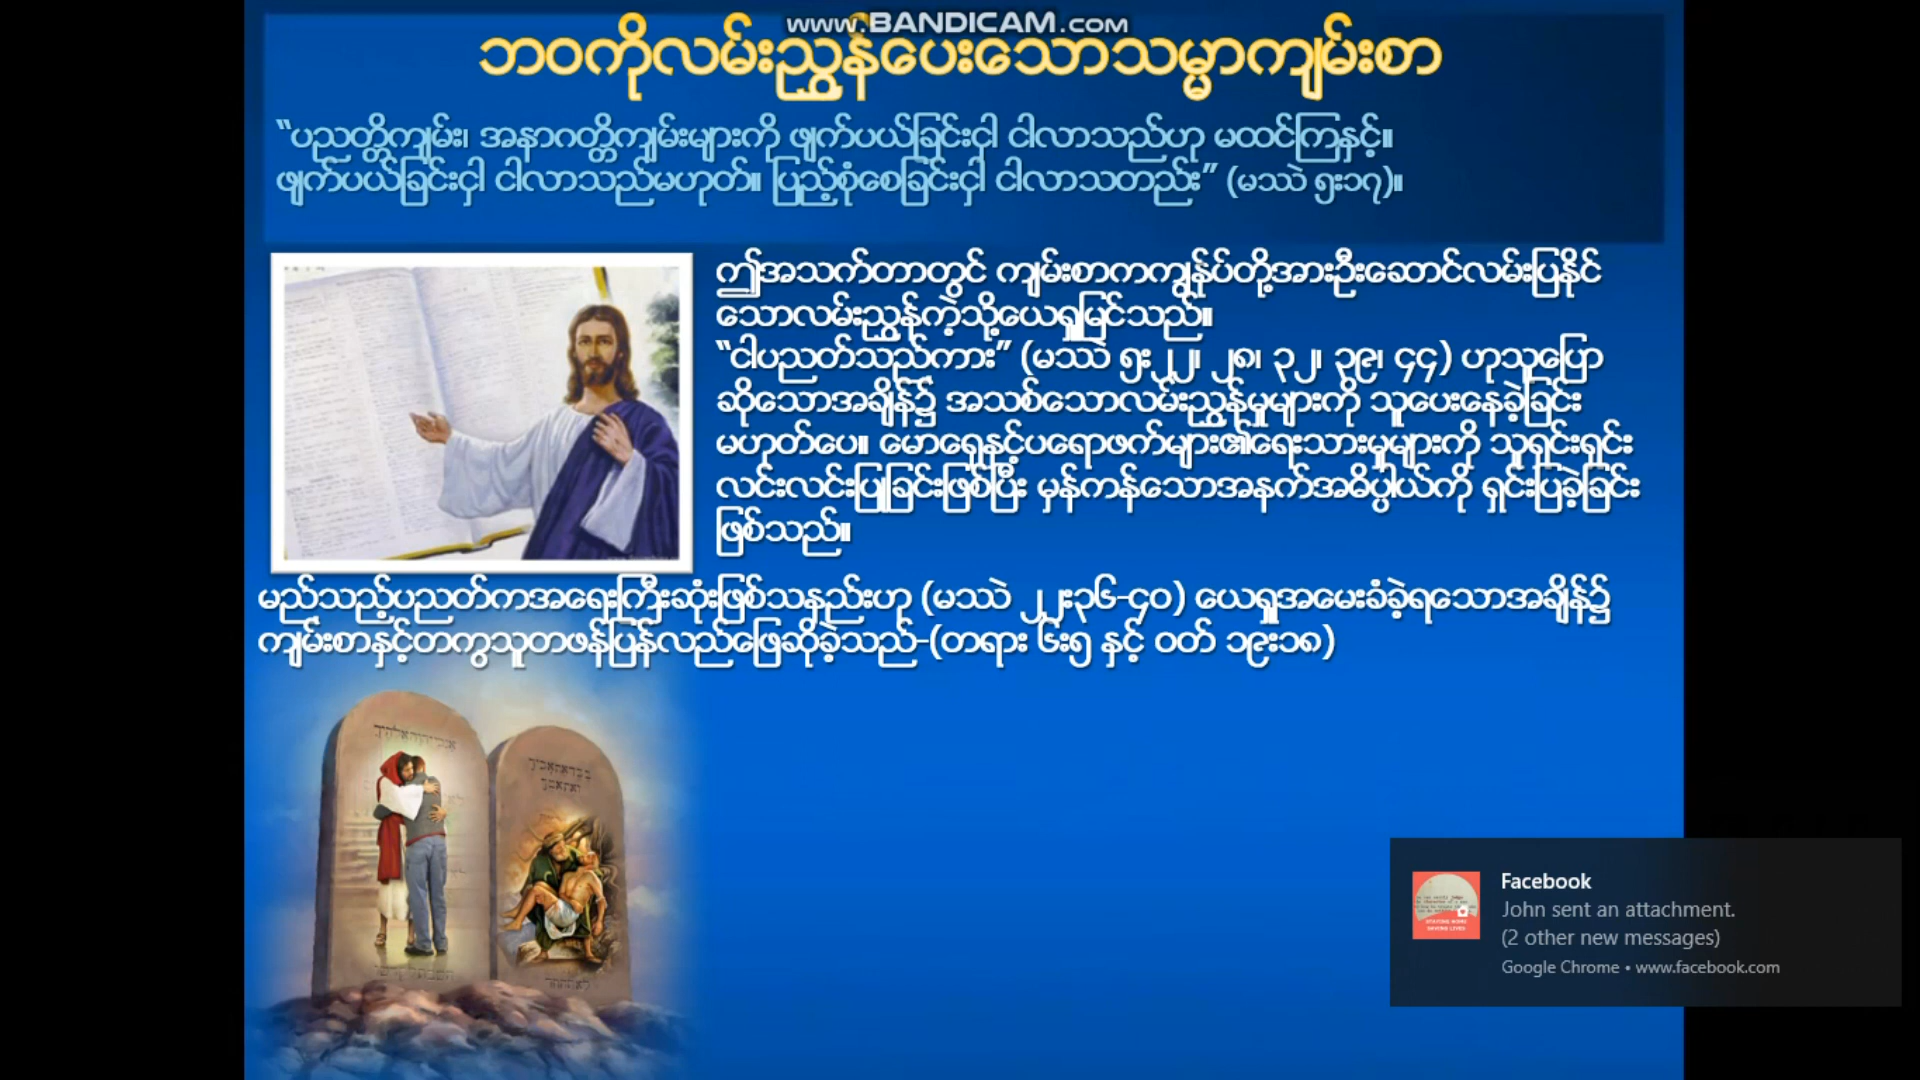 www.BANDICAM.com
ဘဝကိုလမ်းညွှန်ပေးသောသမ္မာကျမ်းစာ
“ပညတ္တိကျမ်း၊ အနာဂတ္တိကျမ်းများကို ဖျက်ပယ်ခြင်းငှါ ငါလာသည်ဟု မထင်ကြနှင့်။
ဖျက်ပယ်ခြင်းငှါ ငါလာသည်မဟုတ်။ ပြည့်စုံစေခြင်းငှါ ငါလာသတည်း” (မဿဲ ၅း၁၇)။
ဤအသက်တာတွင် ကျမ်းစာကကျွန်ုပ်တို့အားဦးဆောင်လမ်းပြနိုင်
သောလမ်းညွှန်ကဲ့သို့ယေရှုမြင်သည်။
“ငါပညတ်သည်ကား” (မဿဲ ၅း၂၂၊ ၂၈၊ ၃၂၊ ၃၉၊ ၄၄) ဟုသူပြော
ဆိုသောအချိန်၌ အသစ်သောလမ်းညွှန်မှုများကို သူပေးနေခဲ့ခြင်း
မဟုတ်ပေ။ မောရှေနှင့်ပရောဖက်များ၏ရေးသားမှုများကို သူရှင်းရှင်း
လင်းလင်းပြုခြင်းဖြစ်ပြီး မှန်ကန်သောအနက်အဓိပ္ပါယ်ကို ရှင်းပြခဲ့ခြင်း
ဖြစ်သည်။
မည်သည့်ပညတ်ကအရေးကြီးဆုံးဖြစ်သနည်းဟု (မဿဲ ၂၂း၃၆-၄၀) ယေရှုအမေးခံခဲ့ရသောအချိန်၌
ကျမ်းစာနှင့်တကွသူတဖန်ပြန်လည်ဖြေဆိုခဲ့သည်-(တရား ၆း၅ နှင့် ဝတ် ၁၉း၁၈)
Facebook
John sent an attachment.
(2 other new messages)
Google Chrome • www.facebook.com